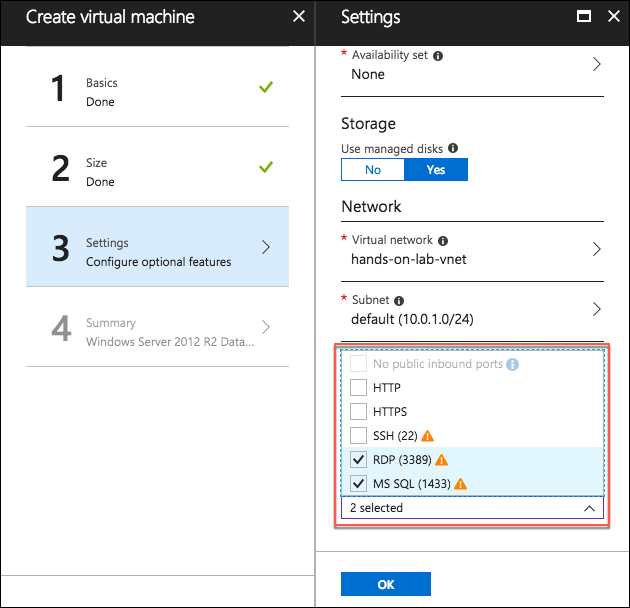 Create virtual machine
1
Basics
Done
2
Size
Done
3
Settings
Configure optional features
4
Summary
Windows Server 2012 R2 Data...
Settings
* Availability set
None
Storage
Use managed disks
No
Yes
Network
* Virtual network
hands-on-lab-vnet
* Subnet
default (10.0.1.0/24)
No public inbound ports
HTTP
HTTPS
SSH (22)
RDP (3389)
MS SQL (1433)
2 selected
OK